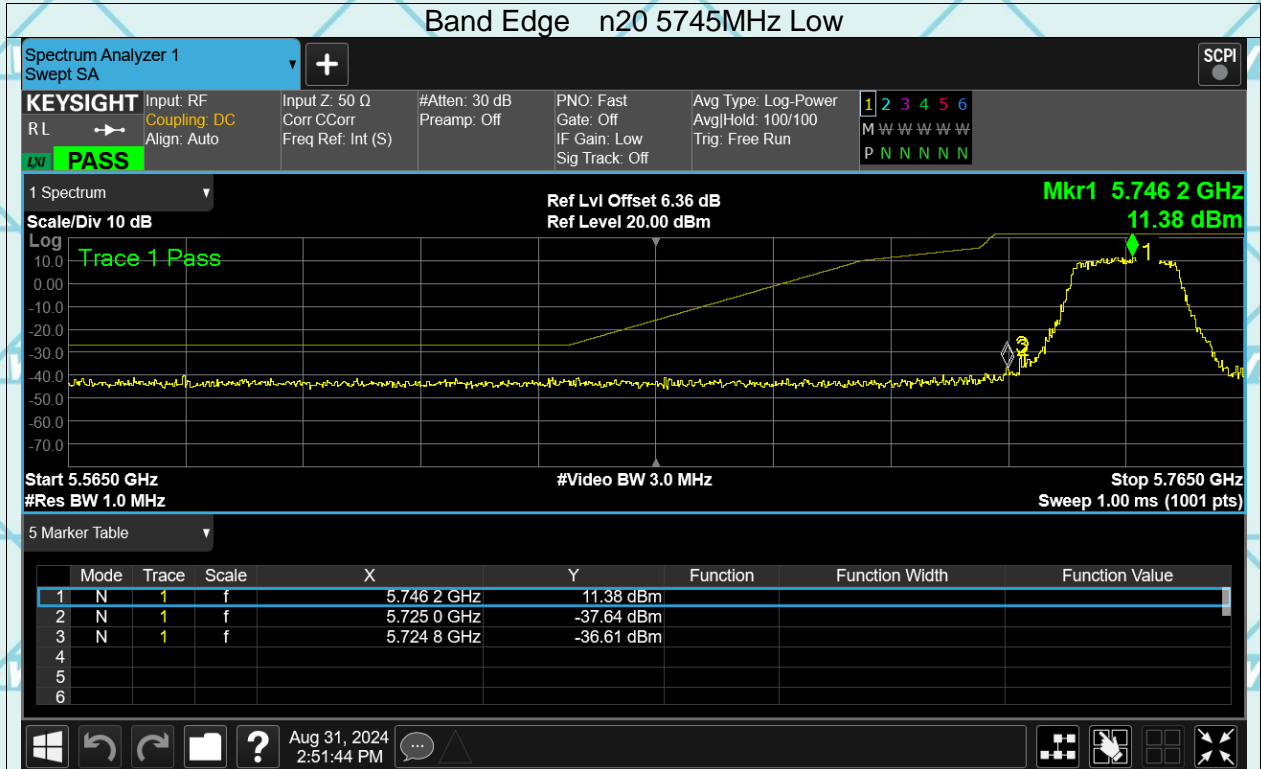 Band Edge n20 5745MHz Low
Spectrum Analyzer 1
Swept SA
+
SCPI
KEYSIGHT
RL
LXI PASS
Input: RF
Coupling: DC
Align: Auto
Input Z: 50 Ω
Corr CCorr
Freq Ref: Int (S)
#Atten: 30 dB
Preamp: Off
PNO: Fast
Gate: Off
IF Gain: Low
Sig Track: Off
Avg Type: Log-Power
Avg|Hold: 100/100
Trig: Free Run
1 2 3 4 5 6
M W W W W W
P N N N N N
1 Spectrum
Scale/Div 10 dB
Ref Lvl Offset 6.36 dB
Ref Level 20.00 dBm
Mkr1 5.746 2 GHz
11.38 dBm
Log
Trace 1 Pass
10.0
0.00
-10.0
-20.0
-30.0
-40.0
-50.0
-60.0
-70.0
1
Start 5.5650 GHz
#Res BW 1.0 MHz
#Video BW 3.0 MHz
Stop 5.7650 GHz
Sweep 1.00 ms (1001 pts)
5 Marker Table
Mode Trace Scale X Y Function Function Width Function Value
1 N 1 f 5.746 2 GHz 11.38 dBm
2 N 1 f 5.725 0 GHz -37.64 dBm
3 N 1 f 5.724 8 GHz -36.61 dBm
4
5
6
?
Aug 31, 2024
2:51:44 PM